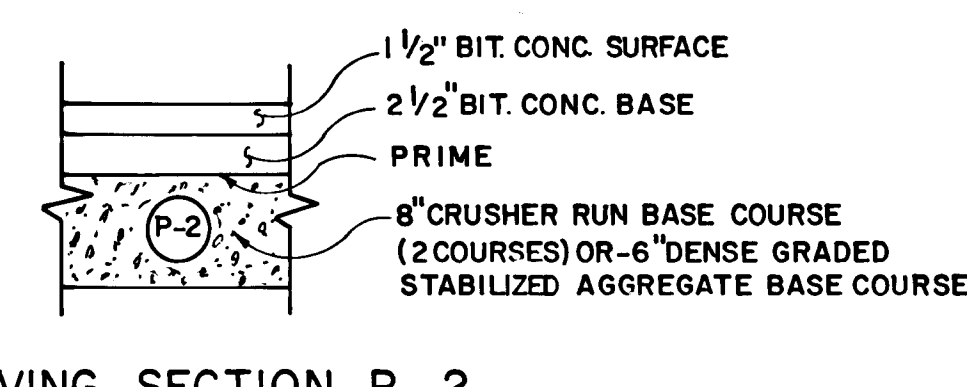 1 1/2" BIT. CONC. SURFACE
2 1/2" BIT. CONC. BASE
PRIME
8" CRUSHER RUN BASE COURSE
(2 COURSES) OR-6" DENSE GRADED
STABILIZED AGGREGATE BASE COURSE
P-2
SECTION